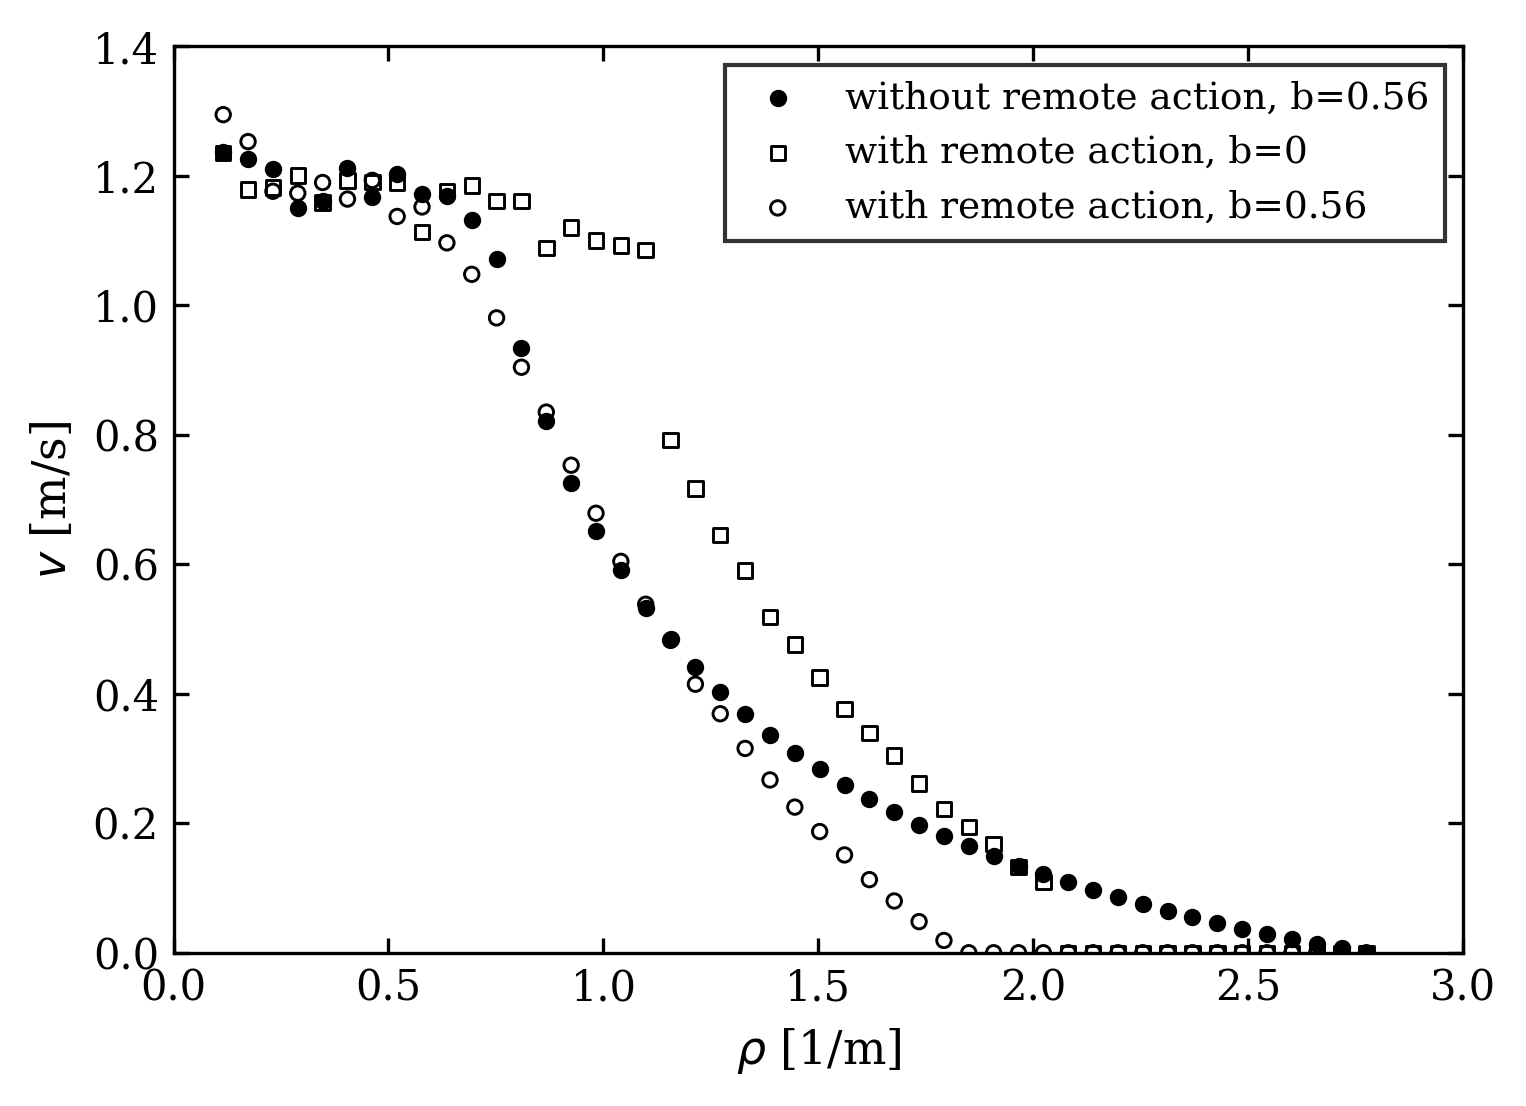 1.4
1.2
1.0
0.8
0.6
0.4
0.2
0.0
v [m/s]
without remote action, b=0.56
with remote action, b=0
with remote action, b=0.56
0.0 0.5 1.0 1.5 2.0 2.5 3.0
ρ [1/m]